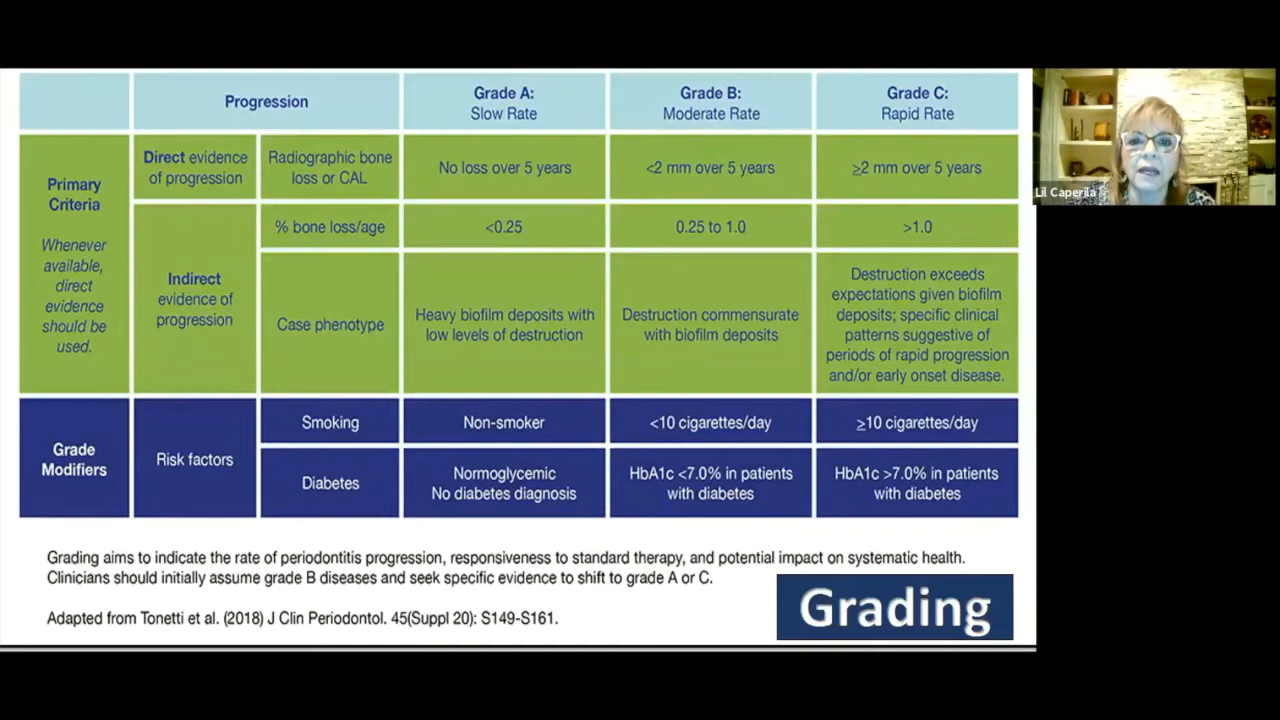 Progression
Grade A:
Slow Rate
Grade B:
Moderate Rate
Grade C:
Rapid Rate
Primary
Criteria
Whenever
available,
direct
evidence
should be
used.
Direct evidence
of progression
Radiographic bone
loss or CAL
No loss over 5 years
<2 mm over 5 years
≥2 mm over 5 years
Indirect
evidence of
progression
% bone loss/age
<0.25
0.25 to 1.0
>1.0
Case phenotype
Heavy biofilm deposits with
low levels of destruction
Destruction commensurate
with biofilm deposits
Destruction exceeds
expectations given biofilm
deposits; specific clinical
patterns suggestive of
periods of rapid progression
and/or early onset disease.
Grade
Modifiers
Risk factors
Smoking
Non-smoker
<10 cigarettes/day
≥10 cigarettes/day
Diabetes
Normoglycemic
No diabetes diagnosis
HbA1c <7.0% in patients
with diabetes
HbA1c >7.0% in patients
with diabetes
Grading aims to indicate the rate of periodontitis progression, responsiveness to standard therapy, and potential impact on systematic health.
Clinicians should initially assume grade B diseases and seek specific evidence to shift to grade A or C.
Adapted from Tonetti et al. (2018) J Clin Periodontol. 45(Suppl 20): S149-S161.
Grading
Lil Caperila